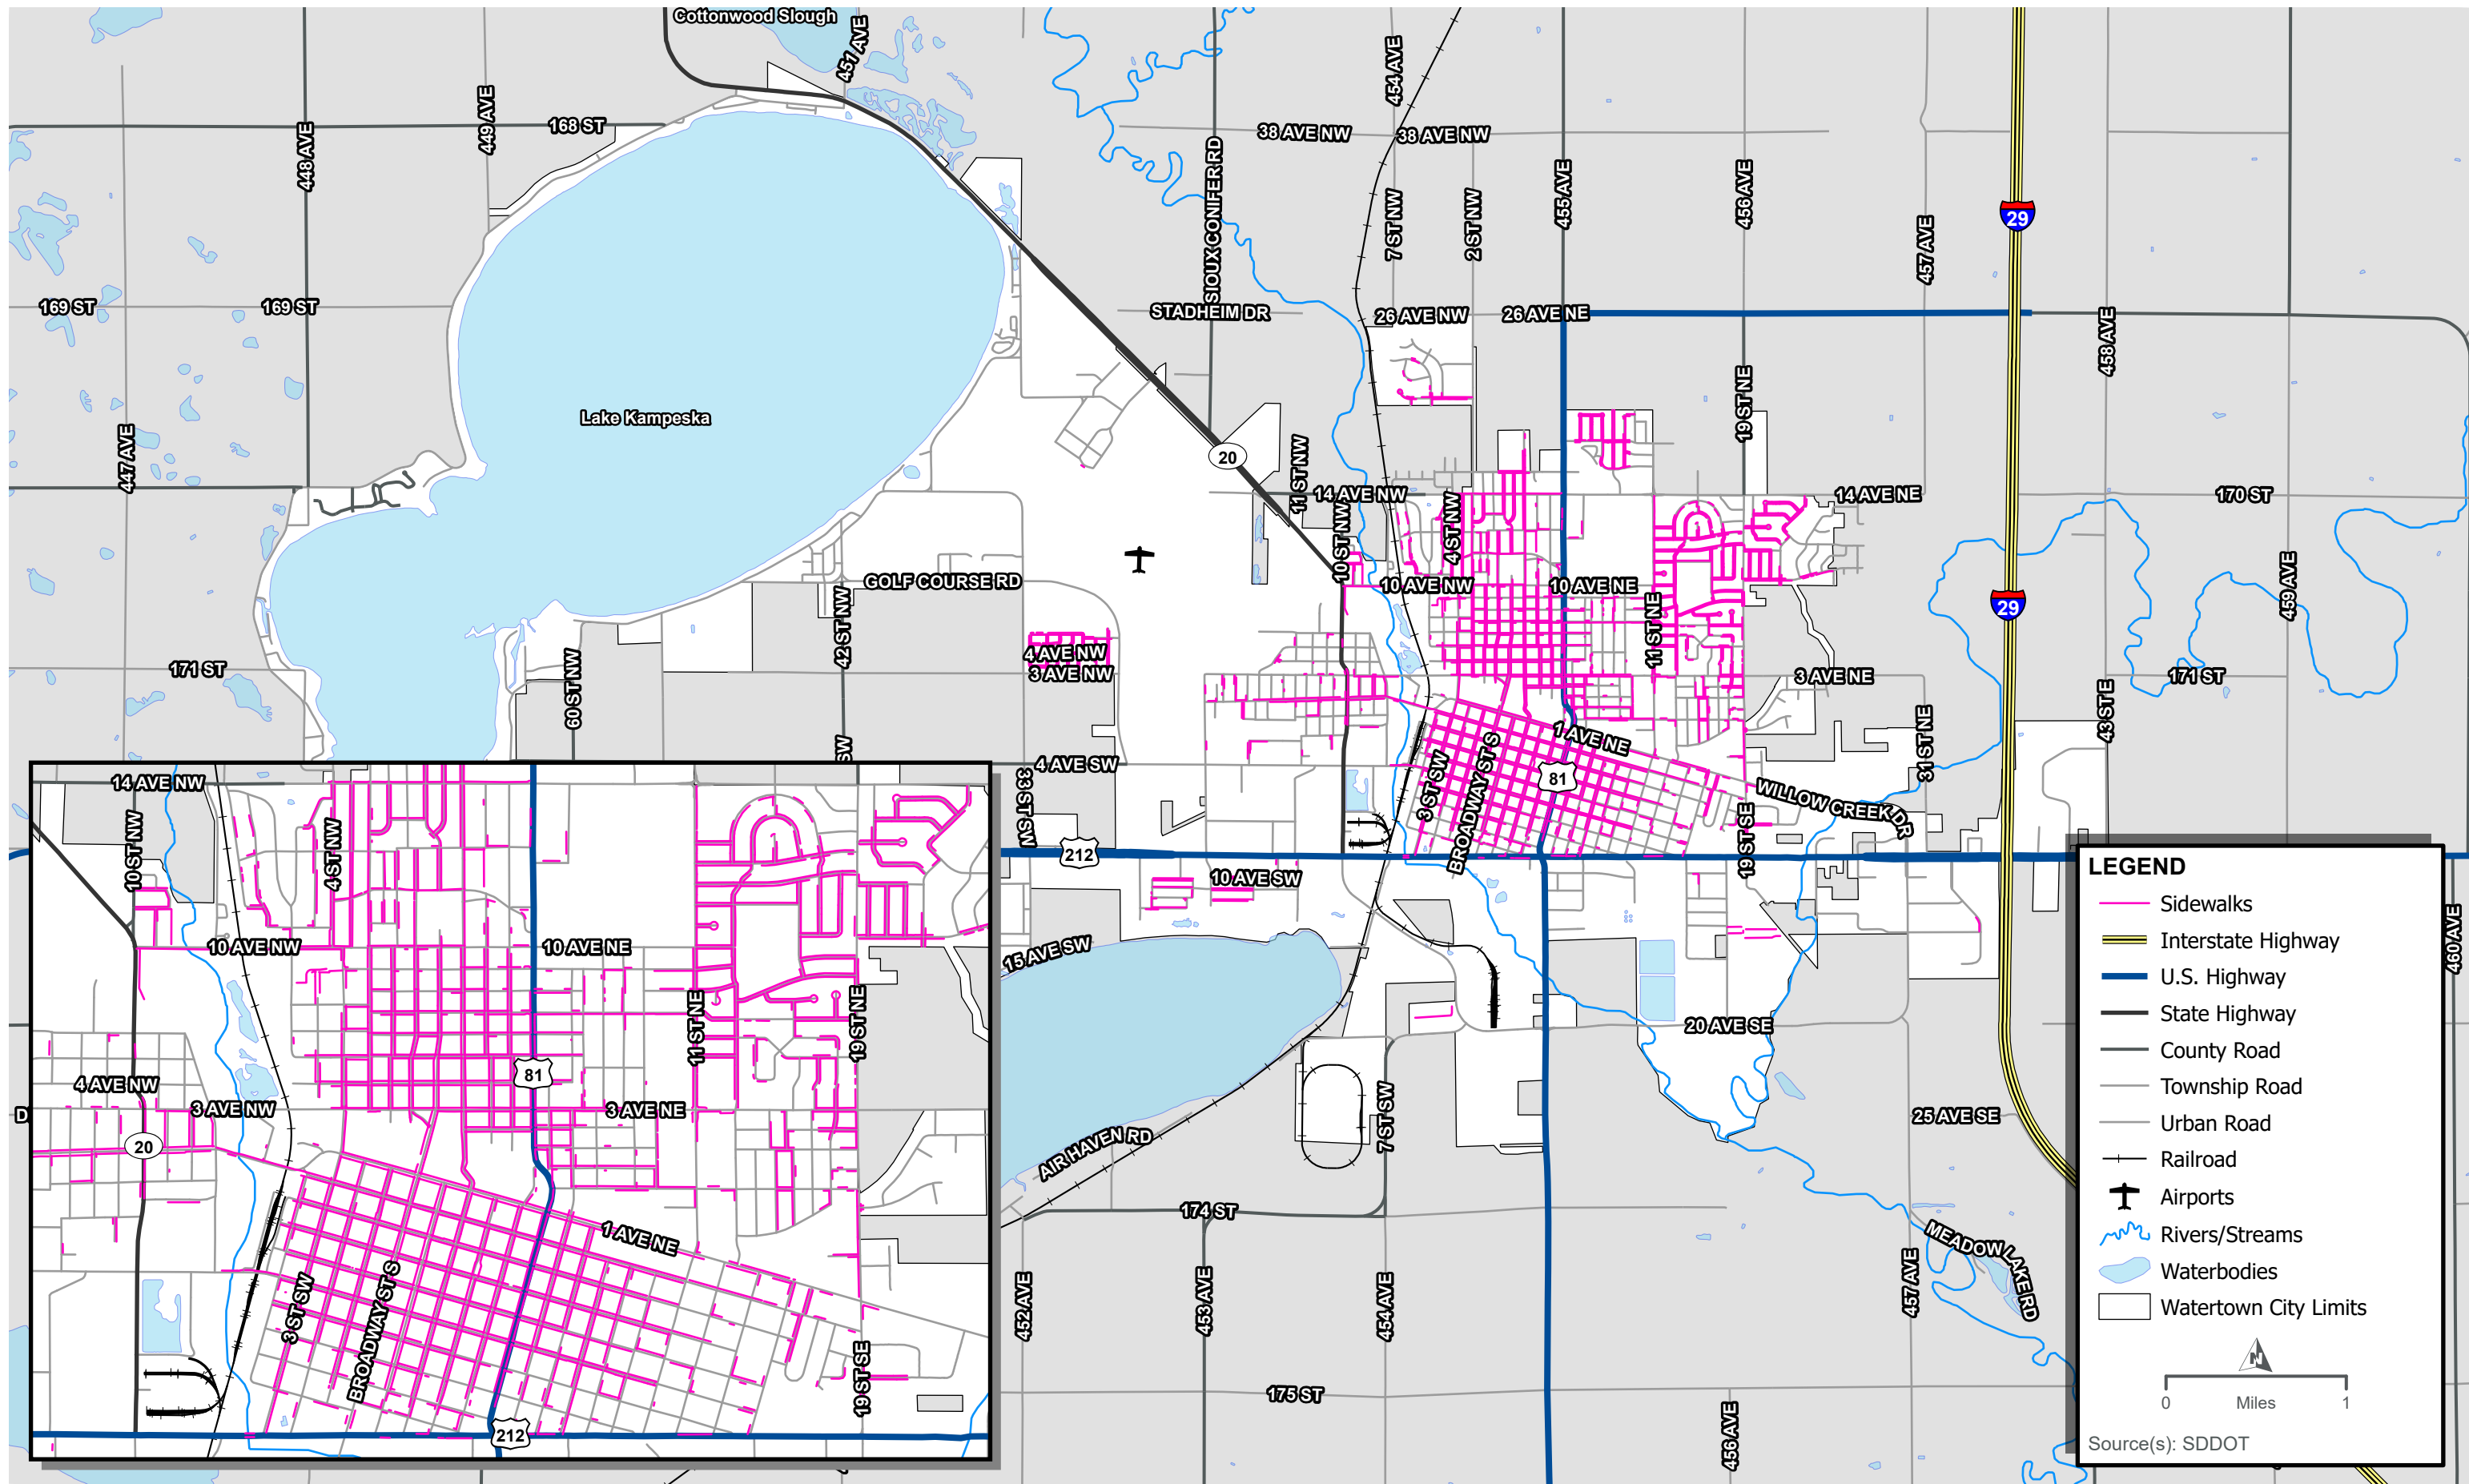 Cottonwood Slough
451 AVE
454 AVE
449 AVE
168 ST
448 AVE
38 AVE NW
38 AVE NW
SIOUX CONIFER RD
7 ST NW
2 ST NW
455 AVE
456 AVE
457 AVE
29
169 ST
169 ST
STADHEIM DR
26 AVE NW
26 AVE NE
458 AVE
Lake Kampeska
19 ST NE
447 AVE
20
11 ST NW
14 AVE NW
4 ST NW
14 AVE NE
170 ST
10 ST NW
GOLF COURSE RD
42 ST NW
10 AVE NW
10 AVE NE
11 ST NE
29
459 AVE
171 ST
60 ST NW
4 AVE NW
3 AVE NW
3 AVE NE
171 ST
43 ST E
1 AVE NE
31 ST NE
SW
33 ST SW
4 AVE SW
3 ST SW
BROADWAY ST S
81
WILLOW CREEK DR
19 ST SE
212
10 AVE SW
15 AVE SW
460 AVE
20 AVE SE
7 ST SW
25 AVE SE
AIR HAVEN RD
174 ST
MEADOW LAKE RD
452 AVE
453 AVE
454 AVE
457 AVE
175 ST
456 AVE
D
14 AVE NW
10 ST NW
4 ST NW
10 AVE NW
10 AVE NE
11 ST NE
19 ST NE
81
4 AVE NW
3 AVE NW
3 AVE NE
20
1 AVE NE
3 ST SW
BROADWAY ST S
19 ST SE
212
LEGEND
Sidewalks
Interstate Highway
U.S. Highway
State Highway
County Road
Township Road
Urban Road
Railroad
Airports
Rivers/Streams
Waterbodies
Watertown City Limits
N
0 Miles 1
Source(s): SDDOT